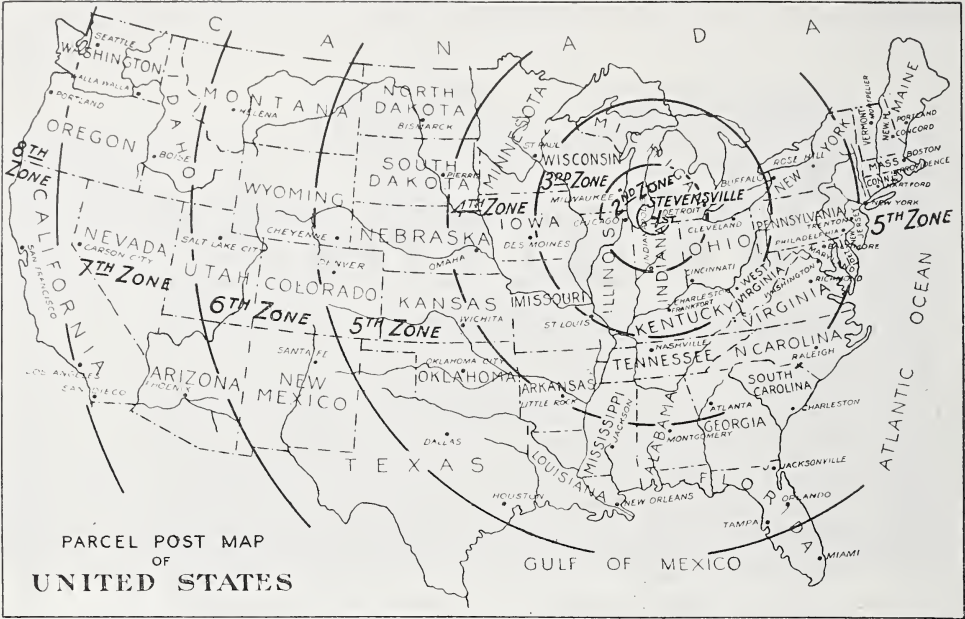 C A N A D A
SEATTLE
WASHINGTON
WALLA WALLA
PORTLAND
OREGON
IDAHO
BOISE
MONTANA
HELENA
NORTH
DAKOTA
BISMARCK
SOUTH
DAKOTA
PIERRE
MINNESOTA
ST PAUL
WISCONSIN
MILWAUKEE
3RD ZONE
2ND ZONE
STEVENSVILLE
1ST
DETROIT
CHICAGO
4TH ZONE
IOWA
DES MOINES
WYOMING
CHEYENNE
NEBRASKA
OMAHA
8TH
ZONE
CALIFORNIA
SAN FRANCISCO
NEVADA
CARSON CITY
SALT LAKE CITY
UTAH
7TH ZONE
DENVER
COLORADO
6TH ZONE
KANSAS
WICHITA
5TH ZONE
MISSOURI
ST LOUIS
ILLINOIS
INDIANA
OHIO
CLEVELAND
CINCINNATI
BUFFALO
ROSE HILL
NEW YORK
VERMONT
MONTPELIER
NEW H.
MAINE
PORTLAND
CONCORD
MASS
BOSTON
PROVIDENCE
CONN
HARTFORD
NEW YORK
5TH ZONE
PENNSYLVANIA
TRENTON
PHILADELPHIA
JERSEY
BALTIMORE
WEST
VIRGINIA
WASHINGTON
RICHMOND
VIRGINIA
FRANKFORT
KENTUCKY
NASHVILLE
TENNESSEE
N CAROLINA
RALEIGH
SOUTH
CAROLINA
CHARLESTON
LOS ANGELES
SAN DIEGO
ARIZONA
PHOENIX
SANTA FE
NEW
MEXICO
OKLAHOMA CITY
OKLAHOMA
ARKANSAS
LITTLE ROCK
MISSISSIPPI
JACKSON
ALABAMA
MONTGOMERY
ATLANTA
GEORGIA
DALLAS
TEXAS
HOUSTON
LOUISIANA
NEW ORLEANS
JACKSONVILLE
FLORIDA
ORLANDO
TAMPA
MIAMI
ATLANTIC OCEAN
GULF OF MEXICO
PARCEL POST MAP
OF
UNITED STATES